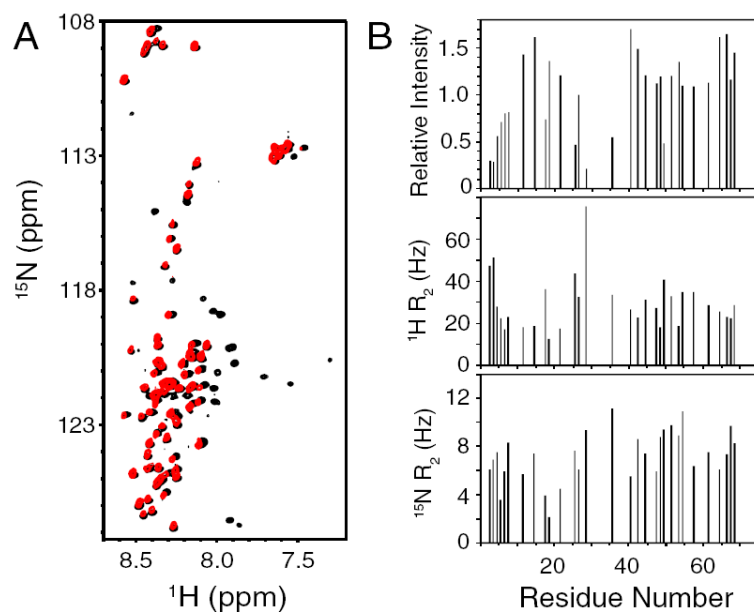 A
108
113
118
123
¹⁵N (ppm)
8.5 8.0 7.5
¹H (ppm)
B
Relative Intensity
1.5
1.0
0.5
0
¹H R₂ (Hz)
60
40
20
0
¹⁵N R₂ (Hz)
12
8
4
0
20 40 60
Residue Number